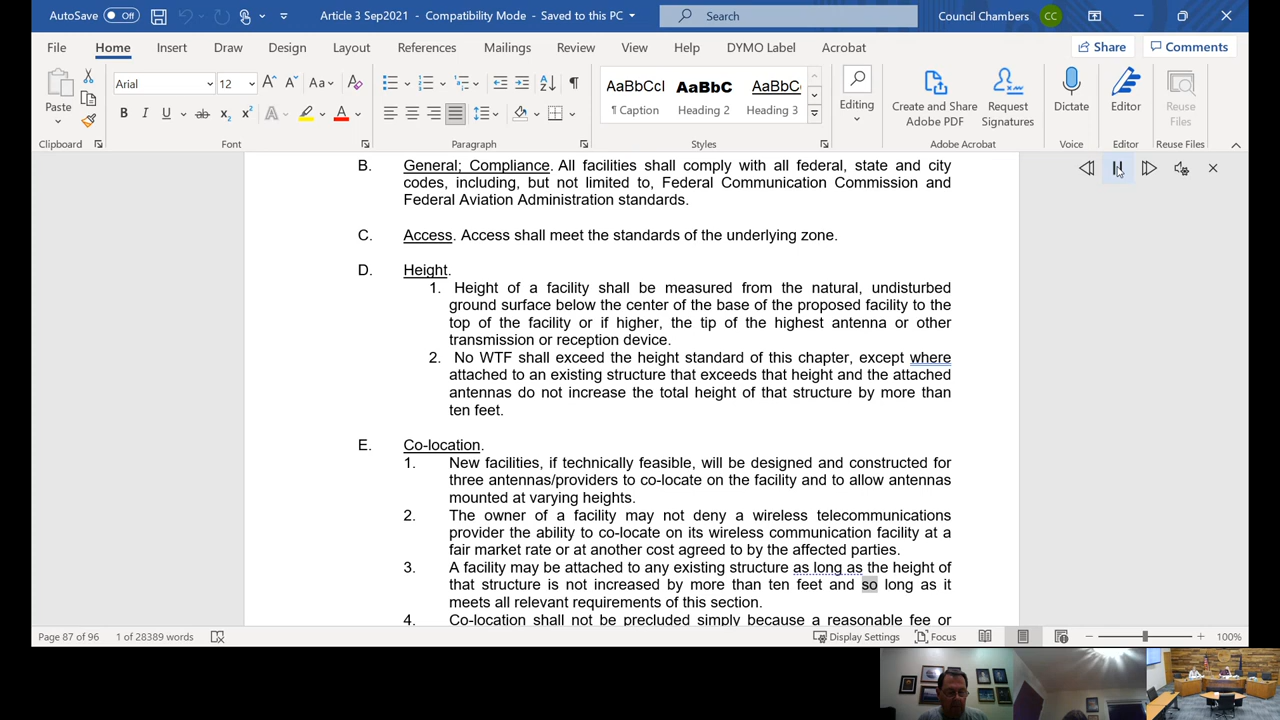 AutoSave Off Article 3 Sep2021 - Compatibility Mode - Saved to this PC Search Council Chambers CC
File Home Insert Draw Design Layout References Mailings Review View Help DYMO Label Acrobat Share Comments
Paste
Clipboard
Arial 12
Font
Paragraph
AaBbCcI AaBbC AaBbC
¶ Caption Heading 2 Heading 3
Styles
Editing
Create and Share Adobe PDF
Request Signatures
Adobe Acrobat
Dictate
Voice
Editor
Editor
Reuse Files
Reuse Files
B. General; Compliance. All facilities shall comply with all federal, state and city
codes, including, but not limited to, Federal Communication Commission and
Federal Aviation Administration standards.
C. Access. Access shall meet the standards of the underlying zone.
D. Height.
1. Height of a facility shall be measured from the natural, undisturbed
ground surface below the center of the base of the proposed facility to the
top of the facility or if higher, the tip of the highest antenna or other
transmission or reception device.
2. No WTF shall exceed the height standard of this chapter, except where
attached to an existing structure that exceeds that height and the attached
antennas do not increase the total height of that structure by more than
ten feet.
E. Co-location.
1. New facilities, if technically feasible, will be designed and constructed for
three antennas/providers to co-locate on the facility and to allow antennas
mounted at varying heights.
2. The owner of a facility may not deny a wireless telecommunications
provider the ability to co-locate on its wireless communication facility at a
fair market rate or at another cost agreed to by the affected parties.
3. A facility may be attached to any existing structure as long as the height of
that structure is not increased by more than ten feet and so long as it
meets all relevant requirements of this section.
4. Co-location shall not be precluded simply because a reasonable fee or
Page 87 of 96 1 of 28389 words Display Settings Focus 100%